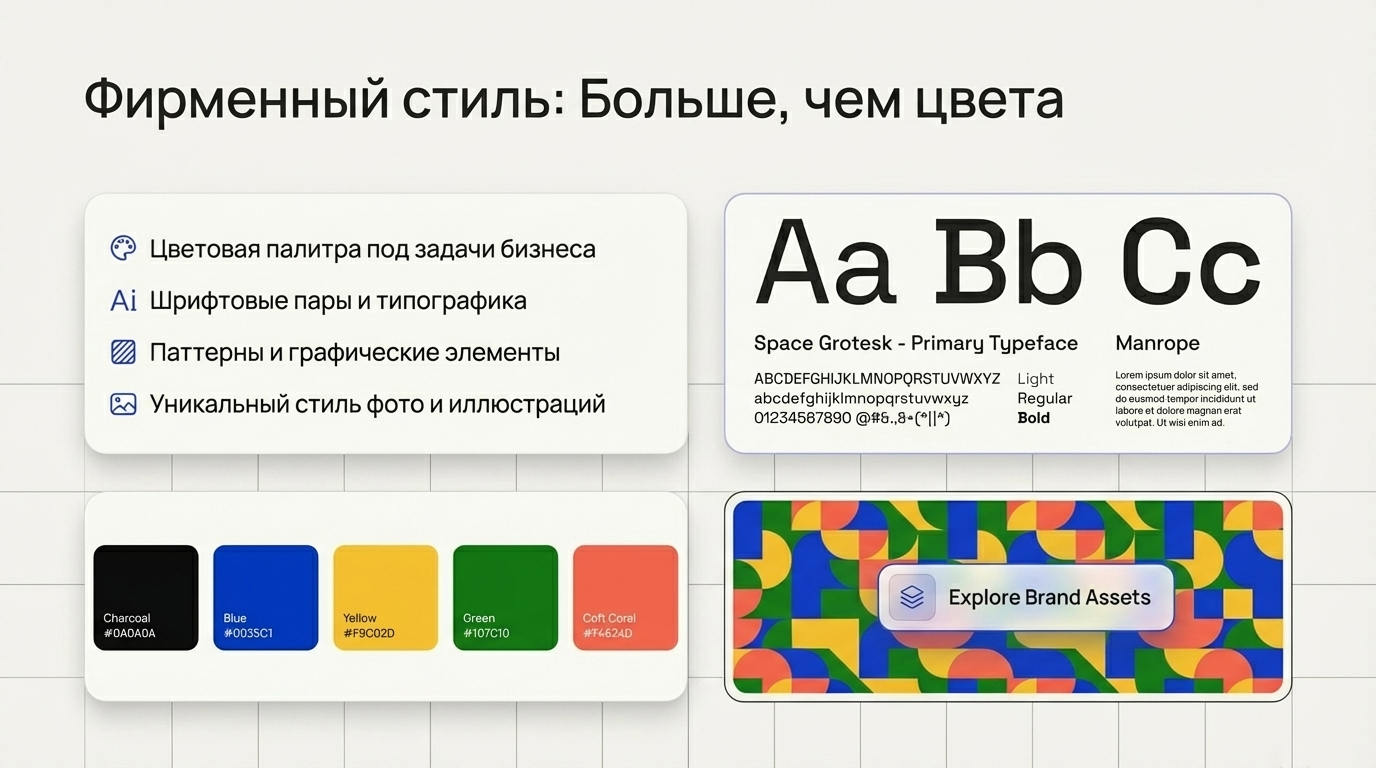 Фирменный стиль: Больше, чем цвета
Цветовая палитра под задачи бизнеса
Ai Шрифтовые пары и типографика
Паттерны и графические элементы
Уникальный стиль фото и иллюстраций
Aa Bb Cc
Space Grotesk - Primary Typeface
ABCDEFGHIJKLMNOPQRSTUVWXYZ
abcdefghijklmnopqrstuvwxyz
01234567890
Light
Regular
Bold
Manrope
Lorem ipsum dolor sit amet,
consectetuer adipiscing elit, sed
do eusmod tempor incididunt ut
labore et dolore magnan erat
volutpat. Ut wisi enim ad.
Charcoal
#0A0A0A
Blue
#0035C1
Yellow
#F9C02D
Green
#107C10
Coft Coral
Explore Brand Assets